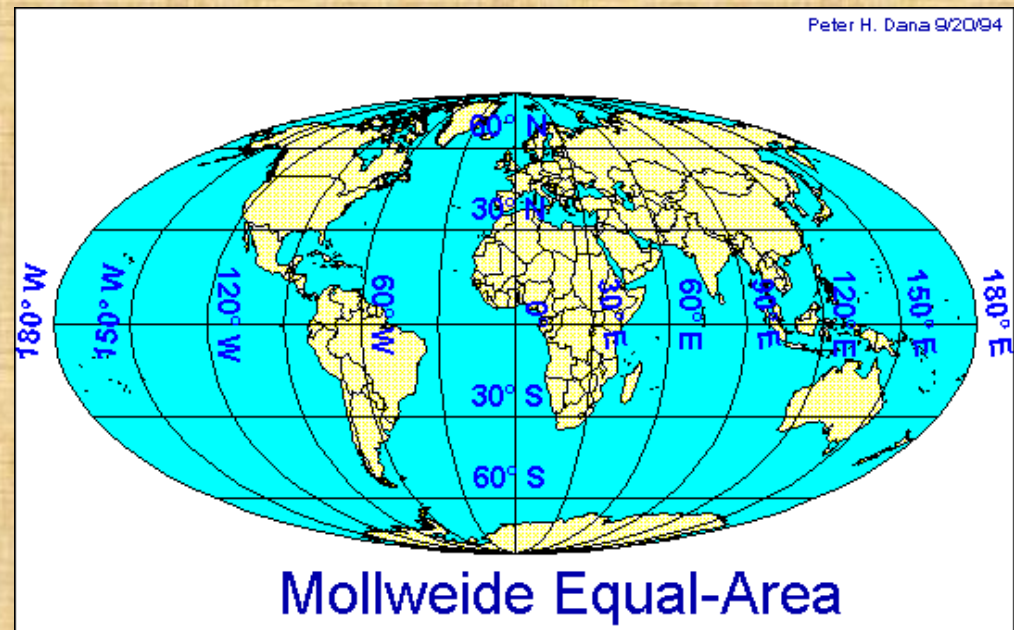 Peter H. Dana 9/20/94
60° N
30° N
180° W
150° W
120° W
60° W
0°
30° E
60° E
90° E
120° E
150° E
180° E
30° S
60° S
Mollweide Equal-Area